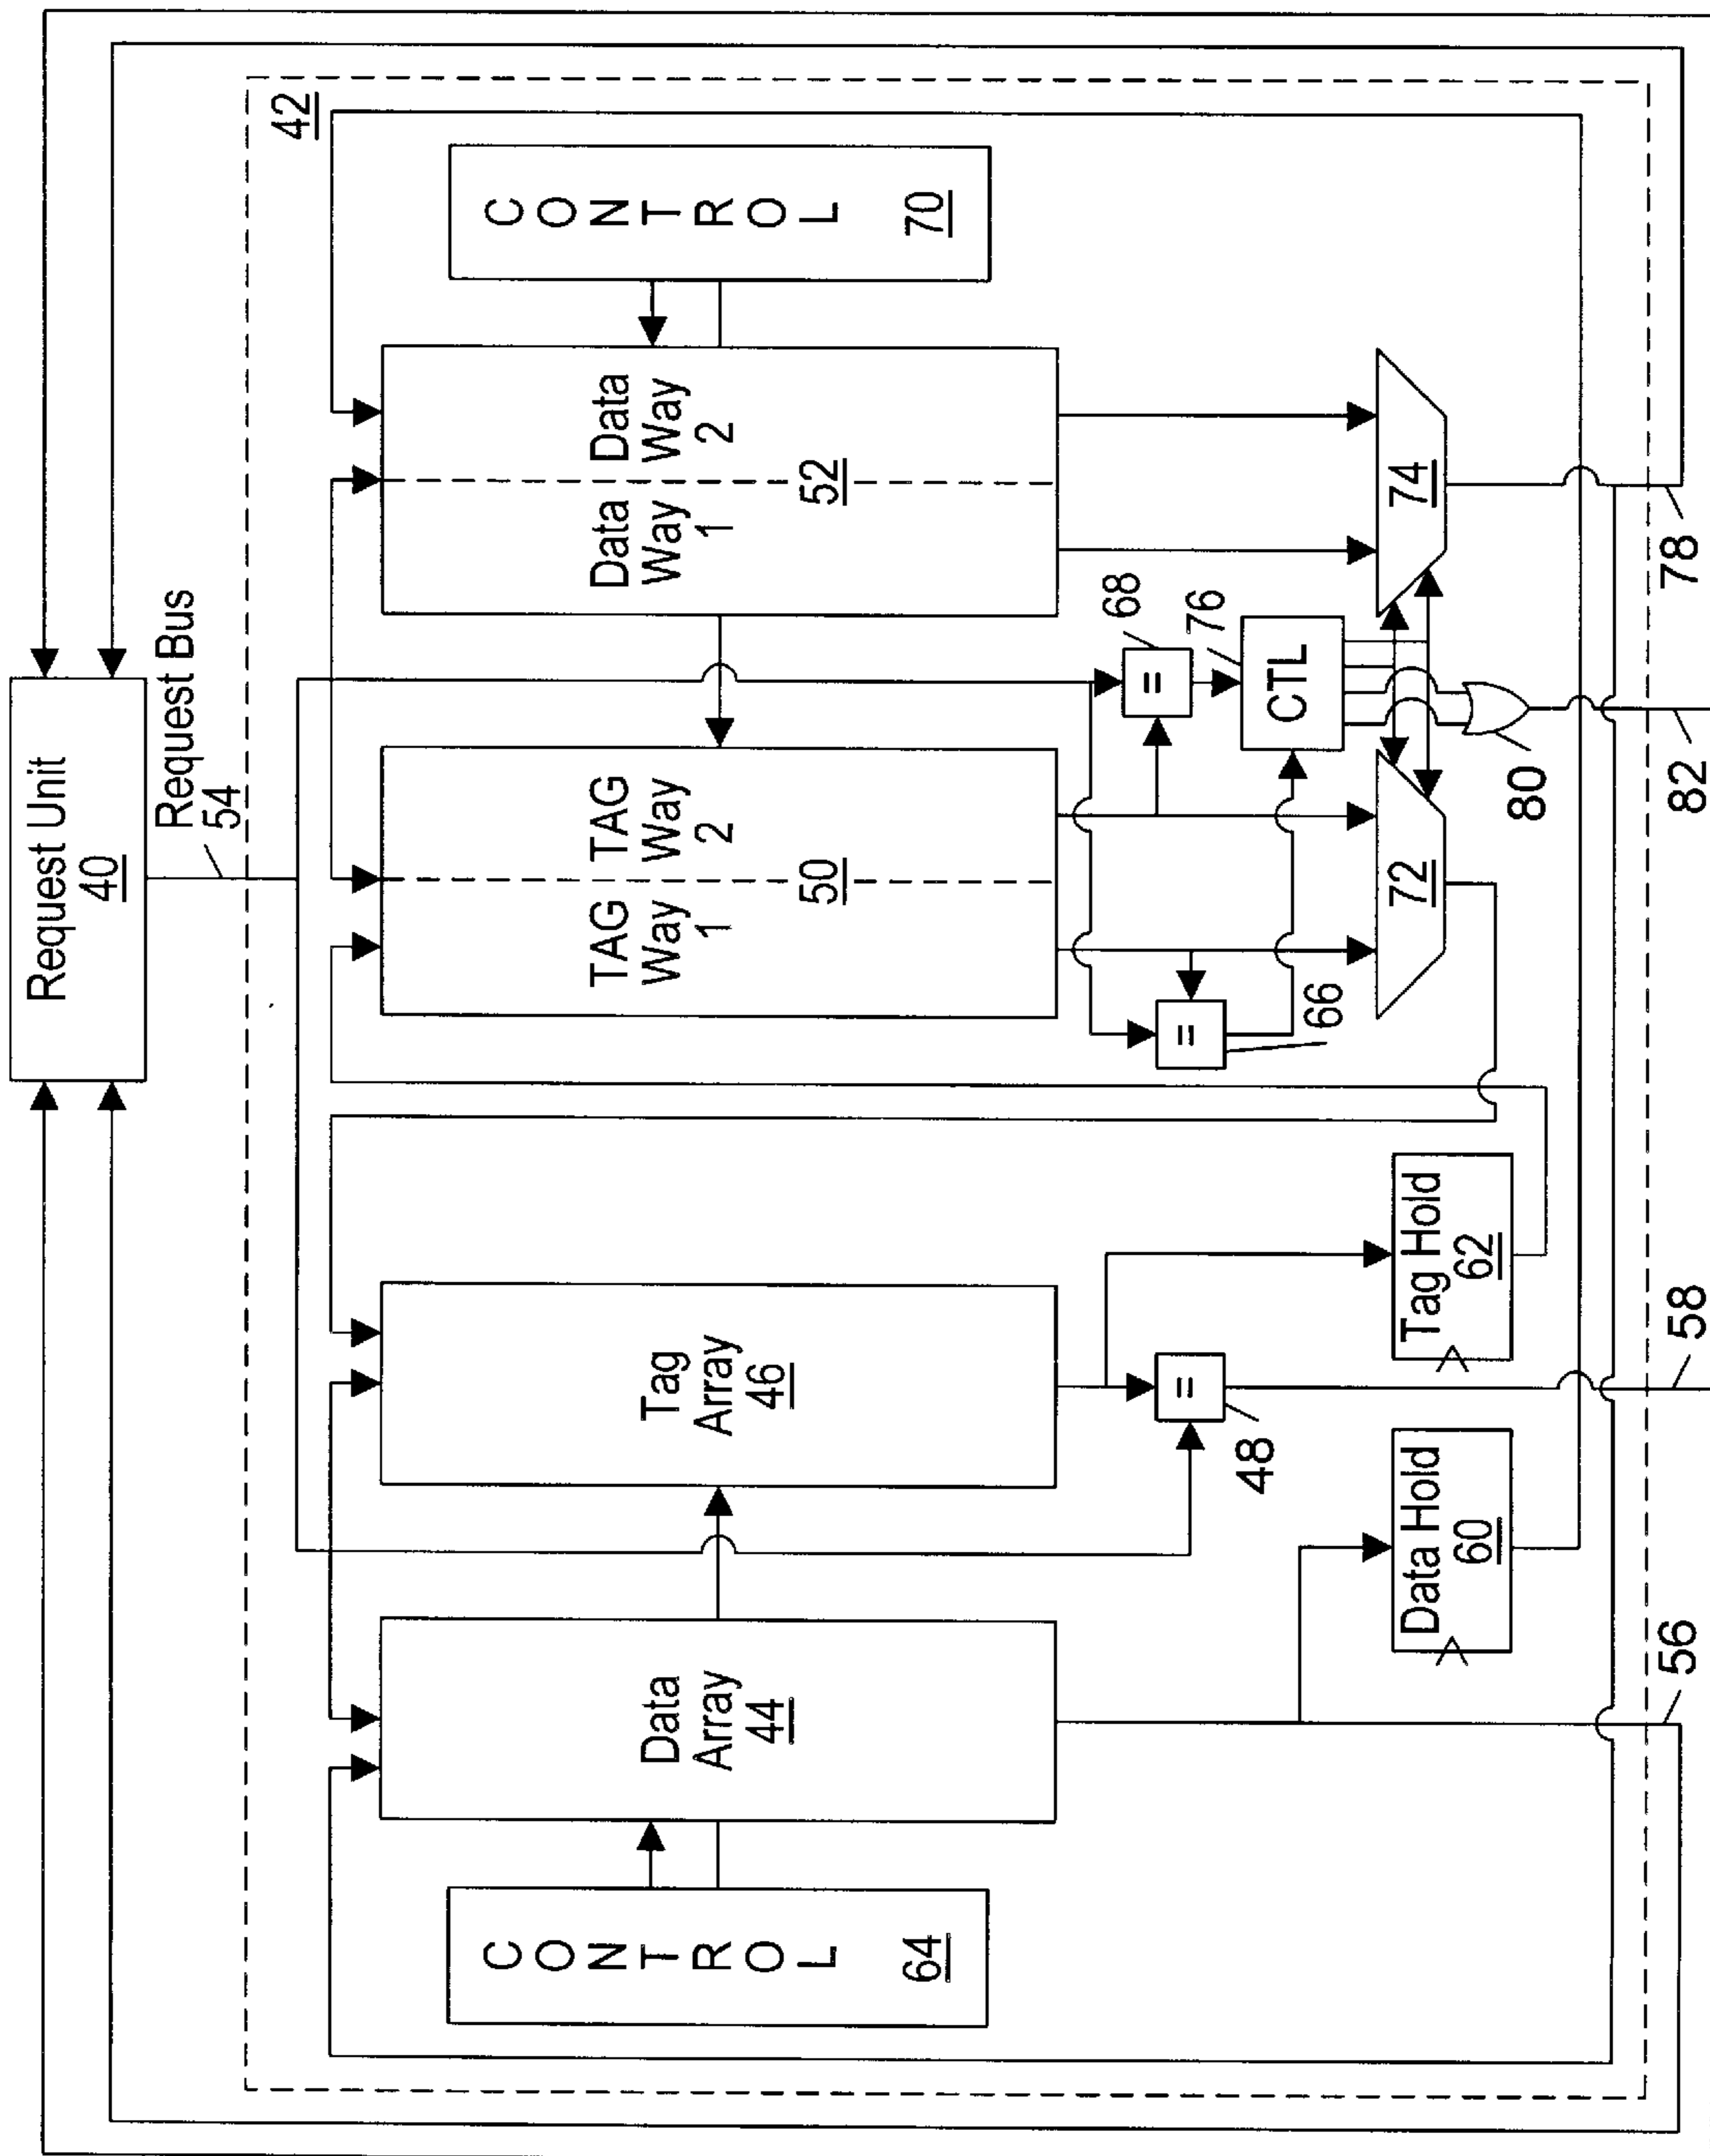 Request Unit
40
Request Bus
54
42
CONTROL
64
Data
Array
44
Tag
Array
46
TAG TAG
Way Way
1 2
50
Data Data
Way Way
1 2
52
CONTROL
70
=
48
=
66
=
68
76
CTL
Data Hold
60
Tag Hold
62
72
74
80
56
58
82
78